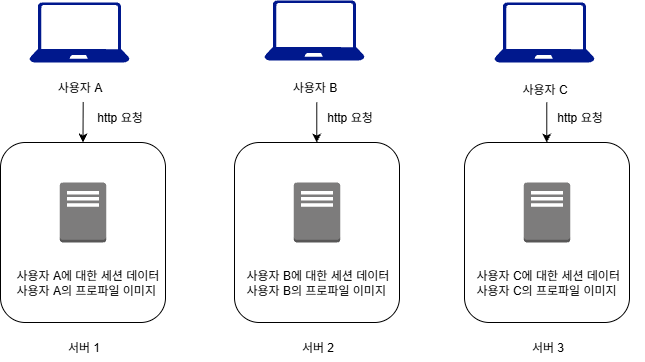 사용자 A
사용자 B
사용자 C
http 요청
http 요청
http 요청
사용자 A에 대한 세션 데이터
사용자 A의 프로파일 이미지
사용자 B에 대한 세션 데이터
사용자 B의 프로파일 이미지
사용자 C에 대한 세션 데이터
사용자 C의 프로파일 이미지
서버 1
서버 2
서버 3